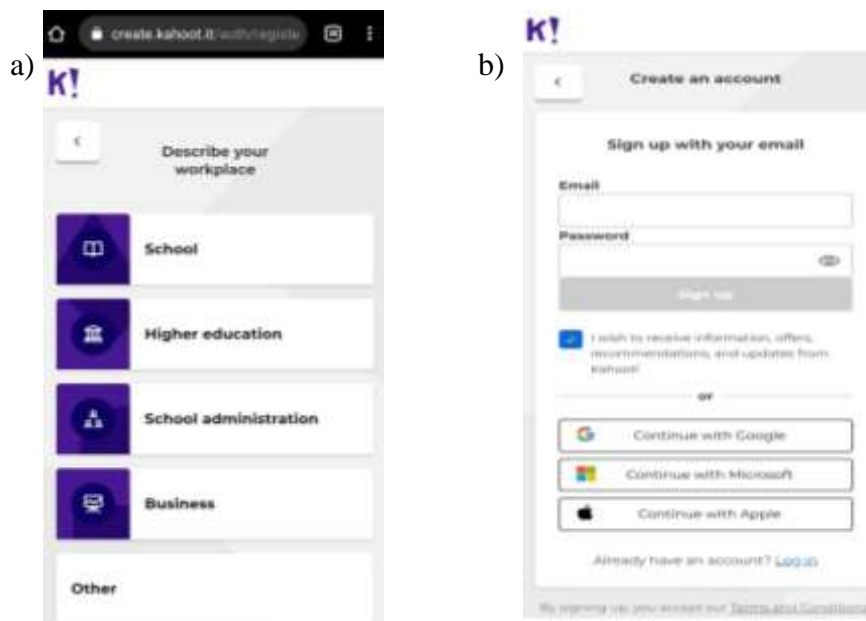 a)
create.kahoot.it/auth/registe
K!
Describe your
workplace
School
Higher education
School administration
Business
Other
b)
K!
Create an account
Sign up with your email
Email
Password
Sign up
I wish to receive information, offers,
recommendations, and updates from
Kahoot!
or
Continue with Google
Continue with Microsoft
Continue with Apple
Already have an account? Log in
By signing up, you accept our Terms and Conditions